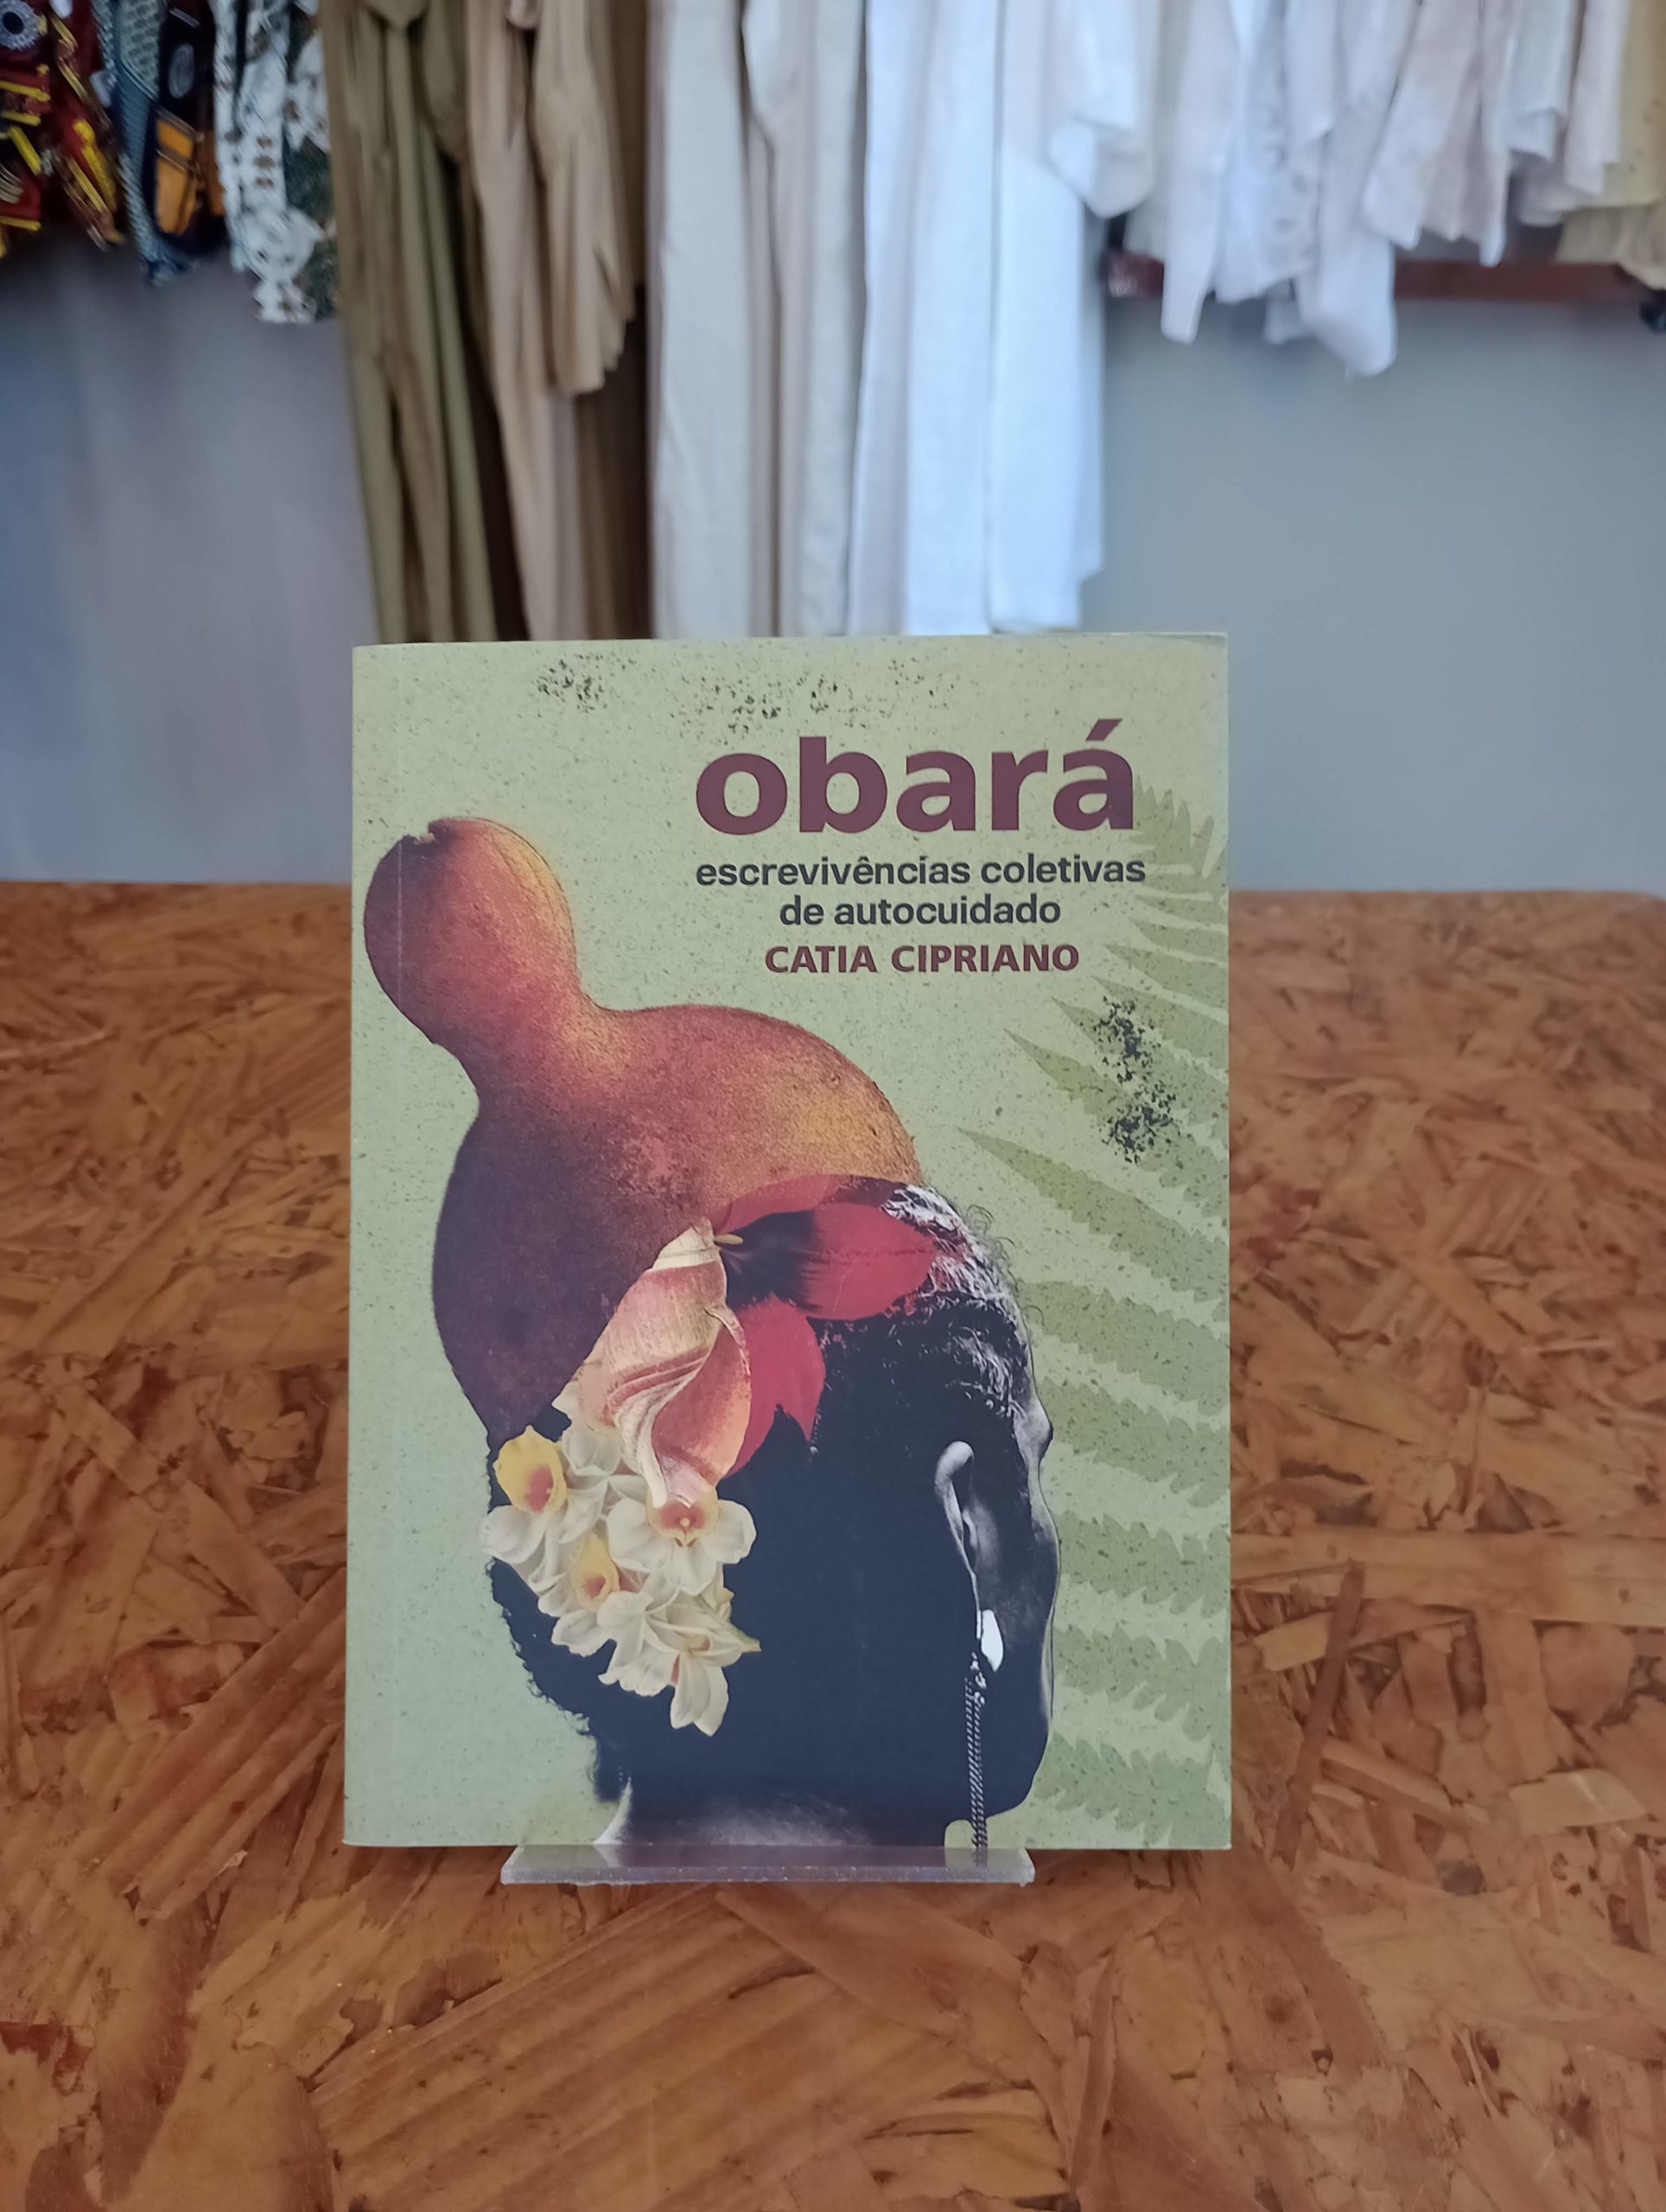 obará
escrevivências coletivas
de autocuidado
CATIA CIPRIANO